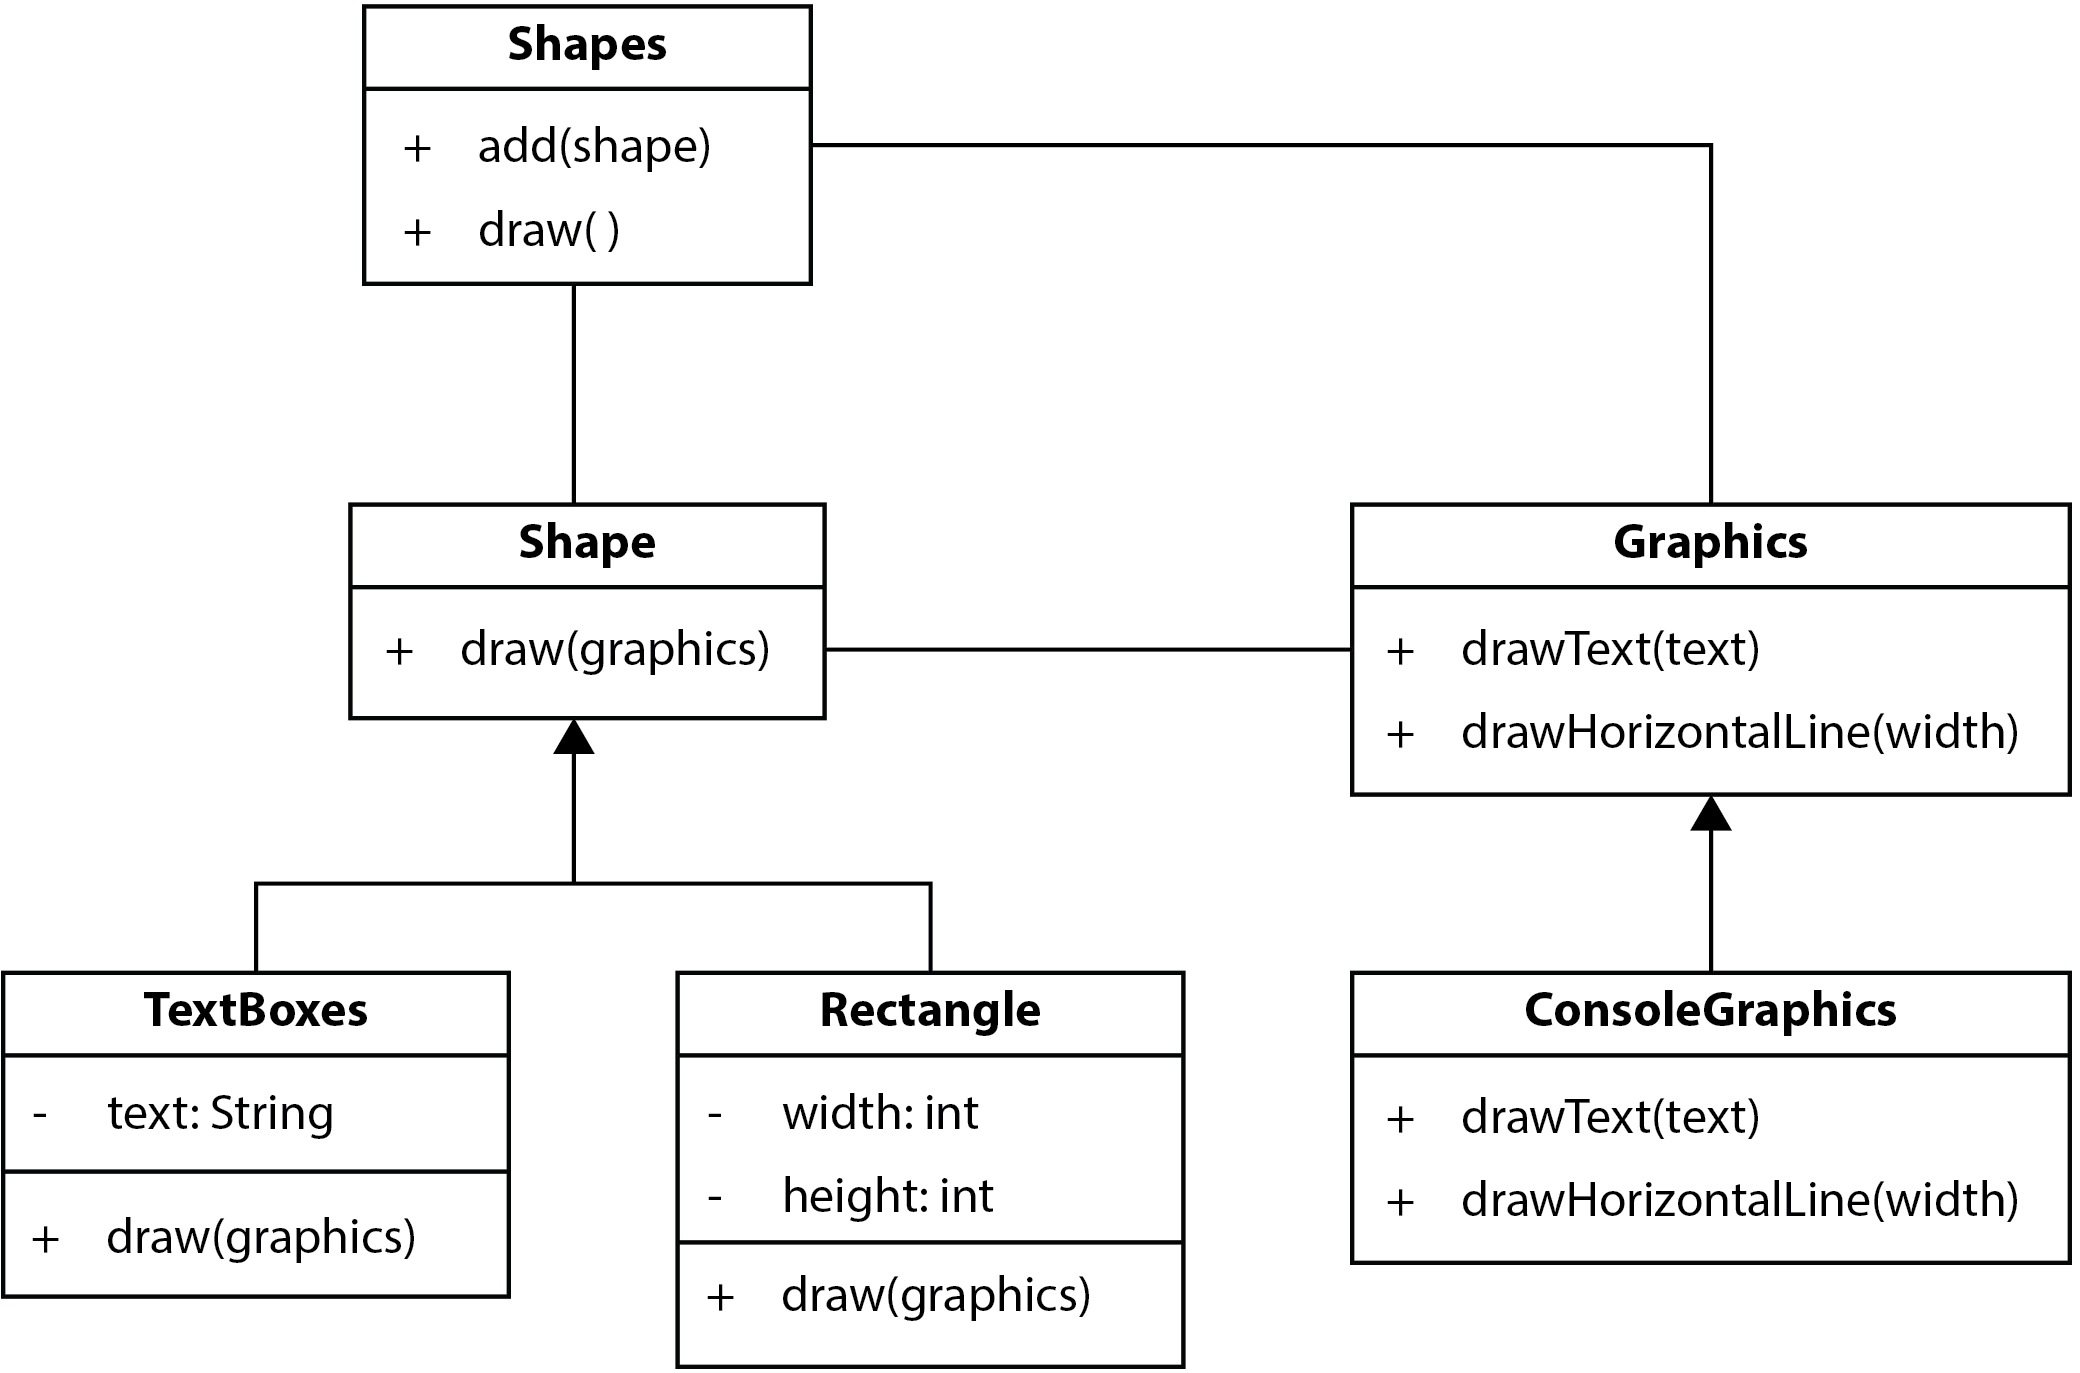 Shapes
+ add(shape)
+ draw( )
Shape
+ draw(graphics)
Graphics
+ drawText(text)
+ drawHorizontalLine(width)
TextBoxes
- text: String
+ draw(graphics)
Rectangle
- width: int
- height: int
+ draw(graphics)
ConsoleGraphics
+ drawText(text)
+ drawHorizontalLine(width)